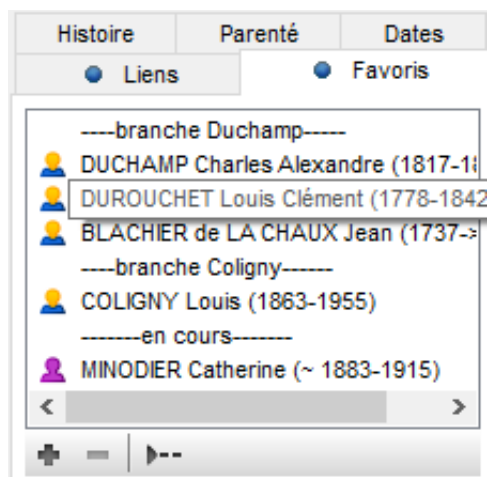 Histoire Parenté Dates
Liens Favoris
----branche Duchamp-----
DUCHAMP Charles Alexandre (1817-18
DUROUCHET Louis Clément (1778-1842
BLACHIER de LA CHAUX Jean (1737->
----branche Coligny------
COLIGNY Louis (1863-1955)
-------en cours-------
MINODIER Catherine (~ 1883-1915)